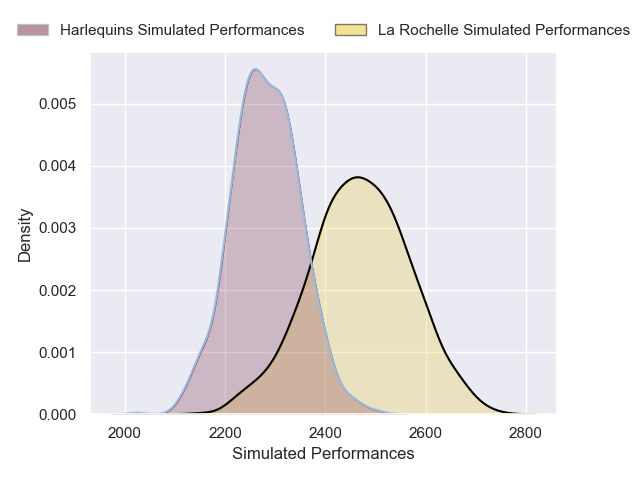 Harlequins Simulated Performances
La Rochelle Simulated Performances
0.005
0.004
0.003
0.002
0.001
0.000
Density
2000
2200
2400
2600
2800
Simulated Performances